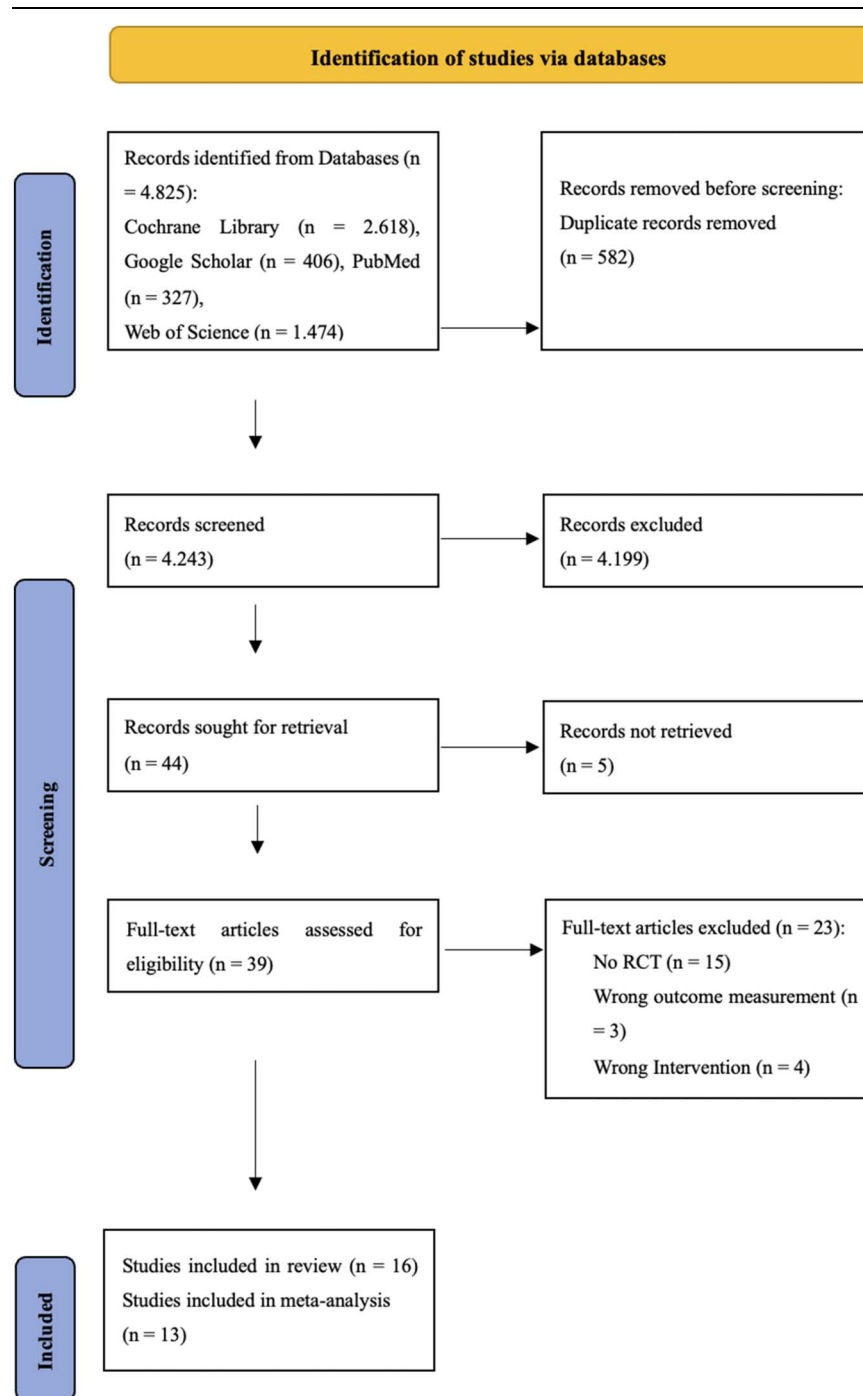 Identification of studies via databases
Identification
Records identified from Databases (n
= 4.825):
Cochrane Library (n = 2.618),
Google Scholar (n = 406), PubMed
(n = 327),
Web of Science (n = 1.474)
Records removed before screening:
Duplicate records removed
(n = 582)
Screening
Records screened
(n = 4.243)
Records excluded
(n = 4.199)
Records sought for retrieval
(n = 44)
Records not retrieved
(n = 5)
Full-text articles assessed for
eligibility (n = 39)
Full-text articles excluded (n = 23):
No RCT (n = 15)
Wrong outcome measurement (n
= 3)
Wrong Intervention (n = 4)
Included
Studies included in review (n = 16)
Studies included in meta-analysis
(n = 13)